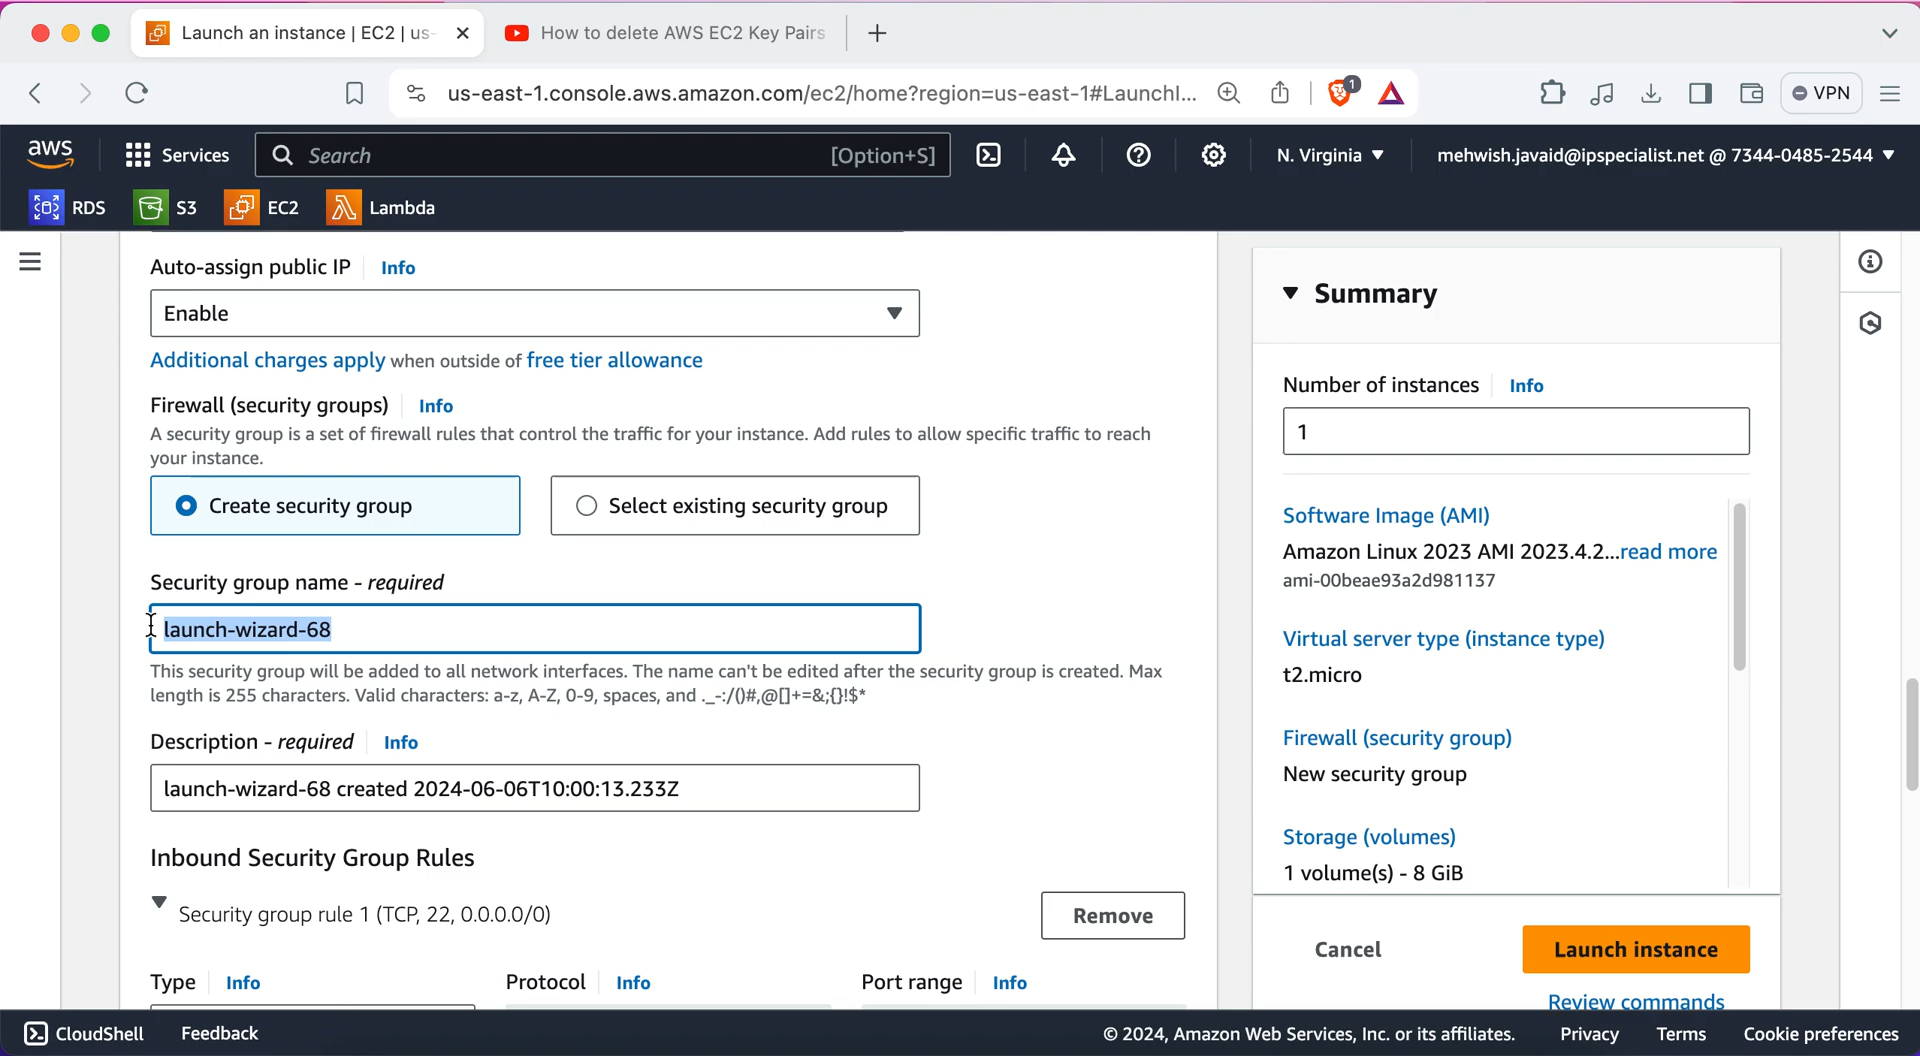 Launch an instance | EC2 | us-
How to delete AWS EC2 Key Pairs
us-east-1.console.aws.amazon.com/ec2/home?region=us-east-1#LaunchI...
1
VPN
aws
Services
Search
[Option+S]
N. Virginia
mehwish.javaid@ipspecialist.net @ 7344-0485-2544
RDS
S3
EC2
Lambda
Auto-assign public IP
Info
Enable
Additional charges apply when outside of free tier allowance
Firewall (security groups)
Info
A security group is a set of firewall rules that control the traffic for your instance. Add rules to allow specific traffic to reach
your instance.
Create security group
Select existing security group
Security group name - required
launch-wizard-68
This security group will be added to all network interfaces. The name can't be edited after the security group is created. Max
length is 255 characters. Valid characters: a-z, A-Z, 0-9, spaces, and ._-:/()#,@[]+=&;{}!$*
Description - required
Info
launch-wizard-68 created 2024-06-06T10:00:13.233Z
Inbound Security Group Rules
Security group rule 1 (TCP, 22, 0.0.0.0/0)
Remove
Type
Info
Protocol
Info
Port range
Info
Summary
Number of instances
Info
1
Software Image (AMI)
Amazon Linux 2023 AMI 2023.4.2...read more
ami-00beae93a2d981137
Virtual server type (instance type)
t2.micro
Firewall (security group)
New security group
Storage (volumes)
1 volume(s) - 8 GiB
Cancel
Launch instance
Review commands
CloudShell
Feedback
© 2024, Amazon Web Services, Inc. or its affiliates.
Privacy
Terms
Cookie preferences